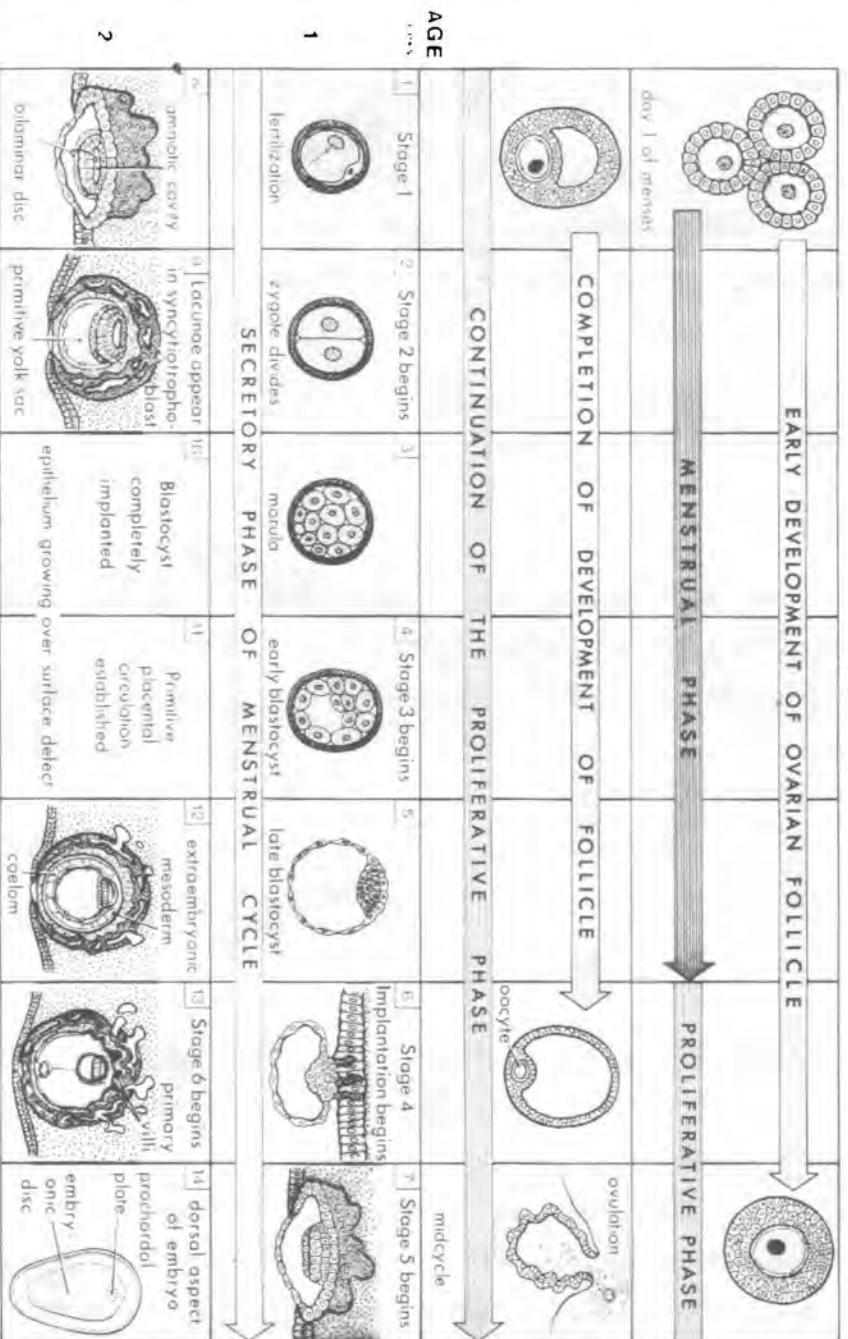 EARLY DEVELOPMENT OF OVARIAN FOLLICLE
MENSTRUAL PHASE
PROLIFERATIVE PHASE
day 1 of menses
COMPLETION OF DEVELOPMENT OF FOLLICLE
oocyte
ovulation
CONTINUATION OF THE PROLIFERATIVE PHASE
midcycle
AGE
1
1
Stage 1
fertilization
2
Stage 2 begins
zygote divides
3
morula
4
Stage 3 begins
early blastocyst
5
late blastocyst
6
Stage 4
Implantation begins
7
Stage 5 begins
SECRETORY PHASE OF MENSTRUAL CYCLE
2
amniotic cavity
bilaminar disc
9
Lacunae appear
in syncytiotropho-
blast
primitive yolk sac
10
Blastocyst
completely
implanted
epithelium growing over surface defect
11
Primitive
placental
circulation
established
12
extraembryonic
mesoderm
coelom
13
Stage 6 begins
primary
villi
14
dorsal aspect
of embryo
prochordal
plate
embry-
onic
disc